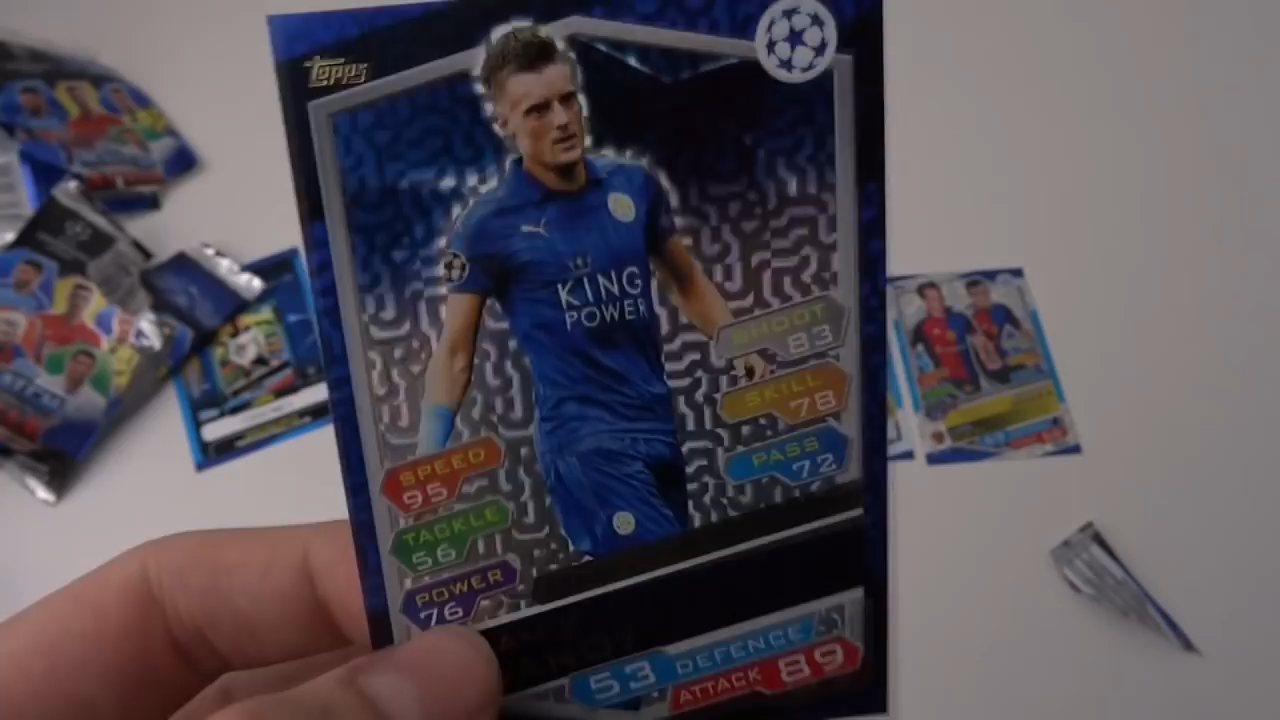 Topps
KING
POWER
SHOOT
83
SKILL
78
PASS
72
SPEED
95
TACKLE
56
POWER
76
53 DEFENCE
ATTACK 89